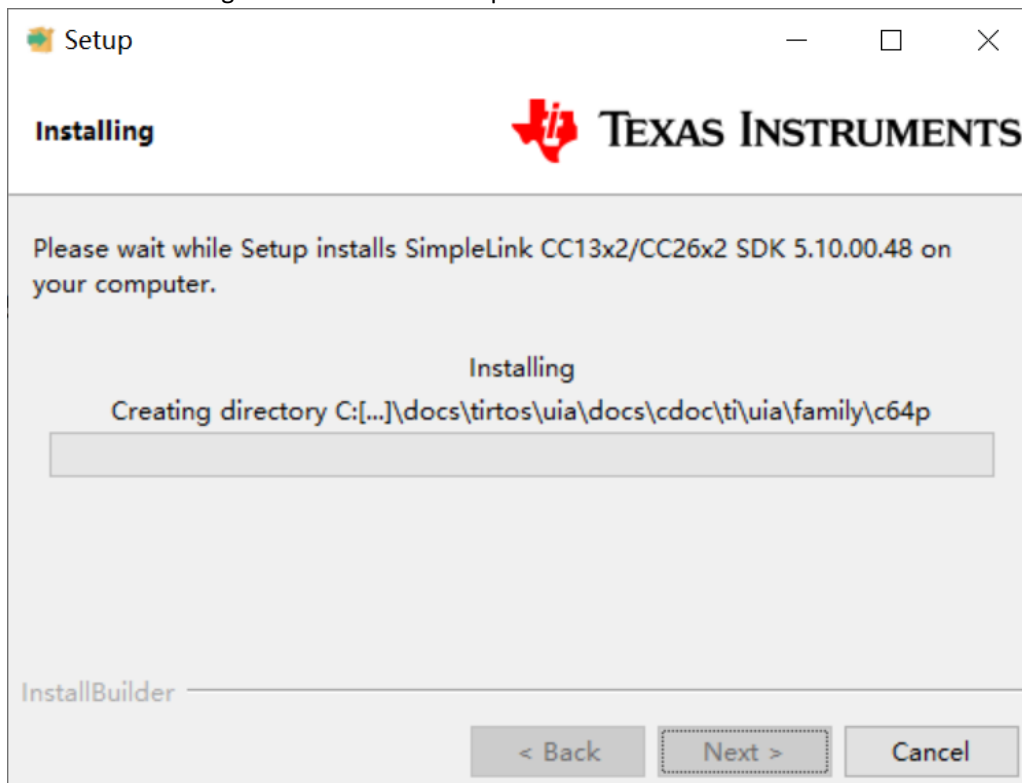 Setup
Installing
TEXAS INSTRUMENTS
Please wait while Setup installs SimpleLink CC13x2/CC26x2 SDK 5.10.00.48 on
your computer.
Installing
Creating directory C:[...]\docs\tirtos\uia\docs\cdoc\ti\uia\family\c64p
InstallBuilder
< Back Next > Cancel